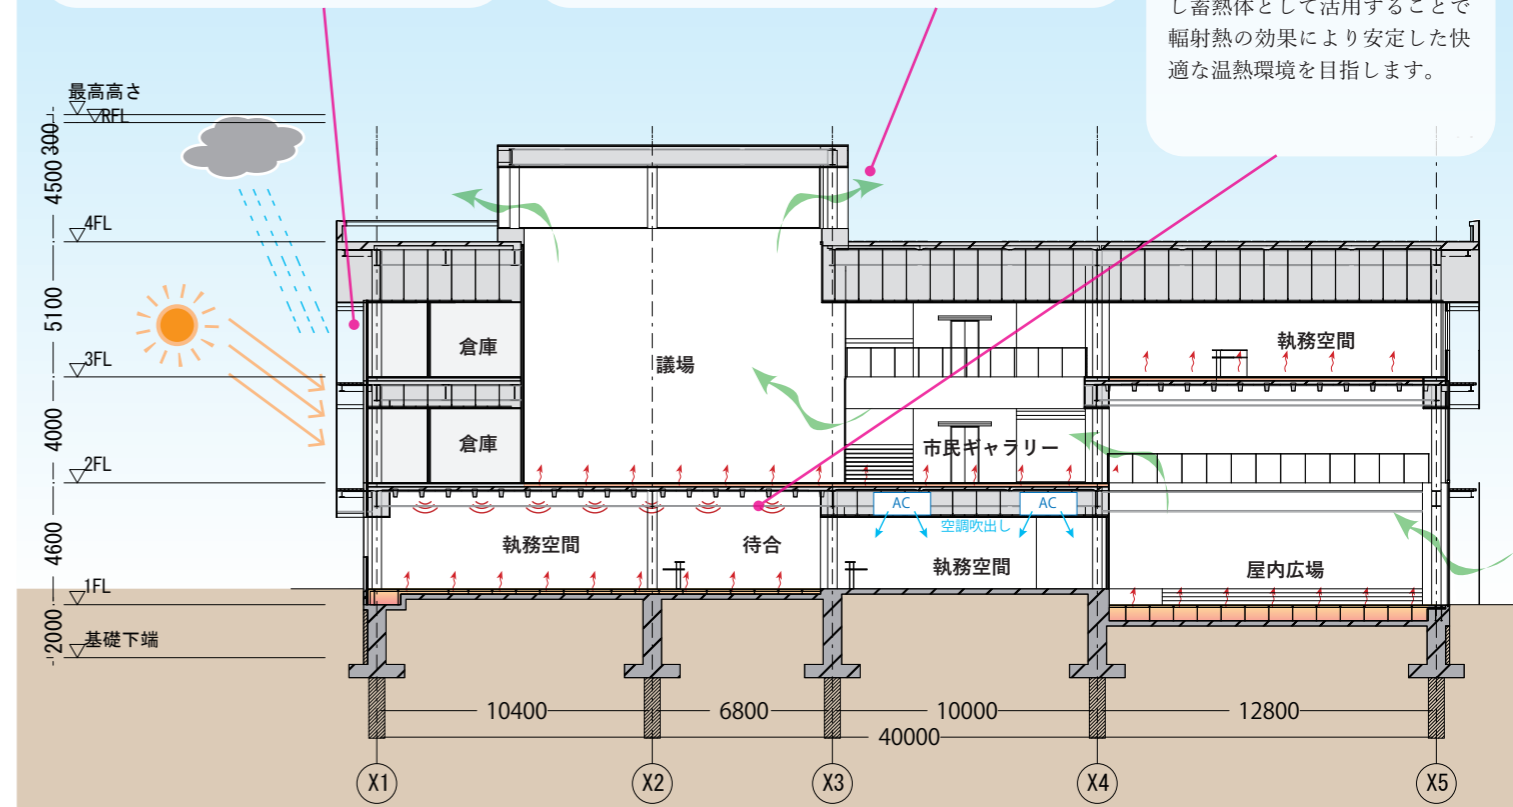 し蓄熱体として活用することで
輻射熱の効果により安定した快
適な温熱環境を目指します。
最高高さ
RFL
300
4500
4FL
5100
3FL
4000
2FL
4600
1FL
2000
基礎下端
倉庫
議場
執務空間
倉庫
市民ギャラリー
AC
AC
空調吹出し
執務空間
待合
執務空間
屋内広場
10400
6800
10000
12800
40000
X1
X2
X3
X4
X5